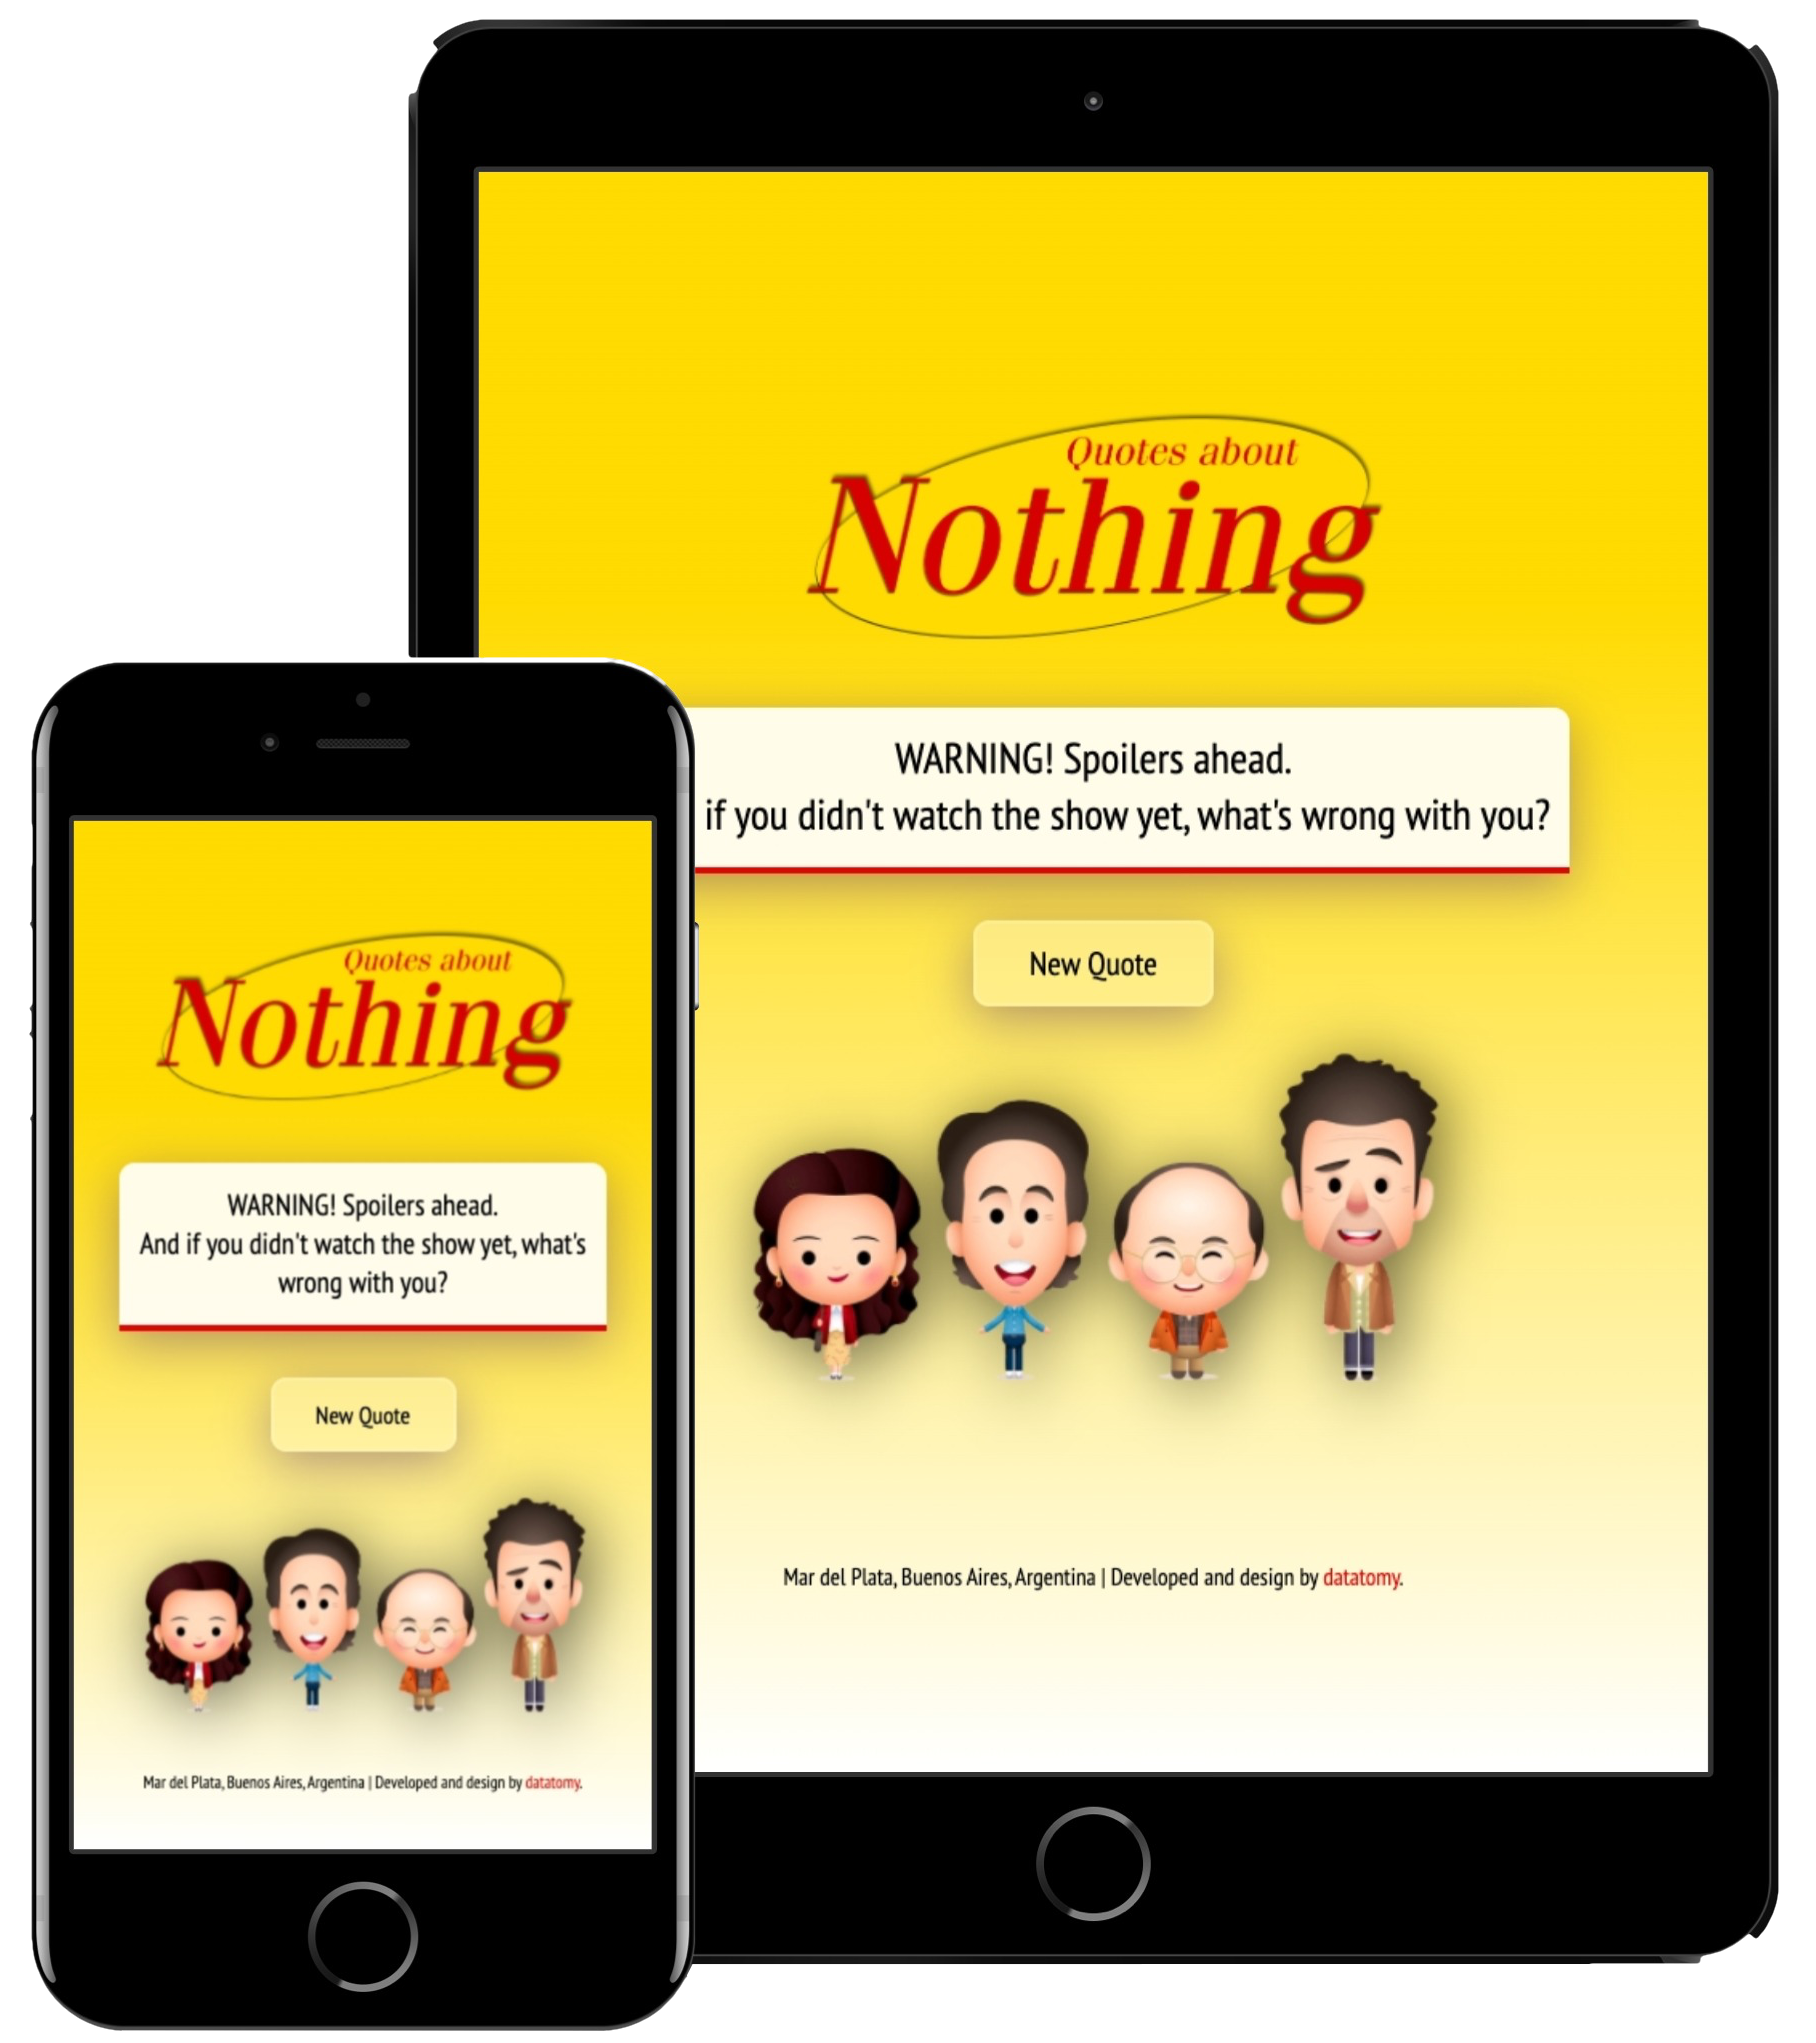 Quotes about
Nothing
WARNING! Spoilers ahead.
if you didn't watch the show yet, what's wrong with you?
New Quote
Mar del Plata, Buenos Aires, Argentina | Developed and design by datatomy.
Quotes about
Nothing
WARNING! Spoilers ahead.
And if you didn't watch the show yet, what's
wrong with you?
New Quote
Mar del Plata, Buenos Aires, Argentina | Developed and design by datatomy.